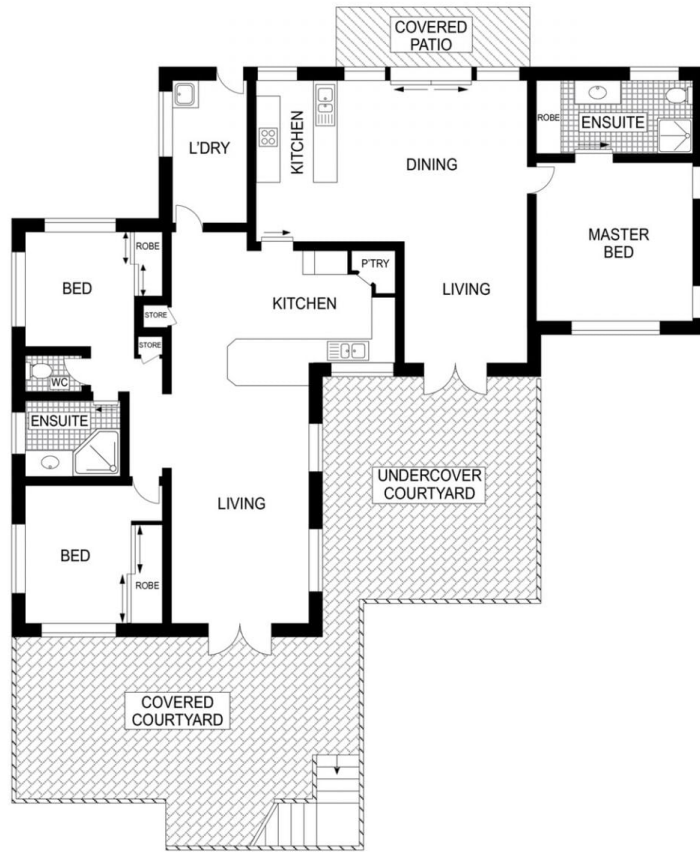 COVERED
PATIO
ROBE
ENSUITE
KITCHEN
L'DRY
DINING
MASTER
BED
ROBE
BED
P'TRY
KITCHEN
LIVING
STORE
STORE
WC
ENSUITE
UNDERCOVER
COURTYARD
LIVING
BED
ROBE
COVERED
COURTYARD